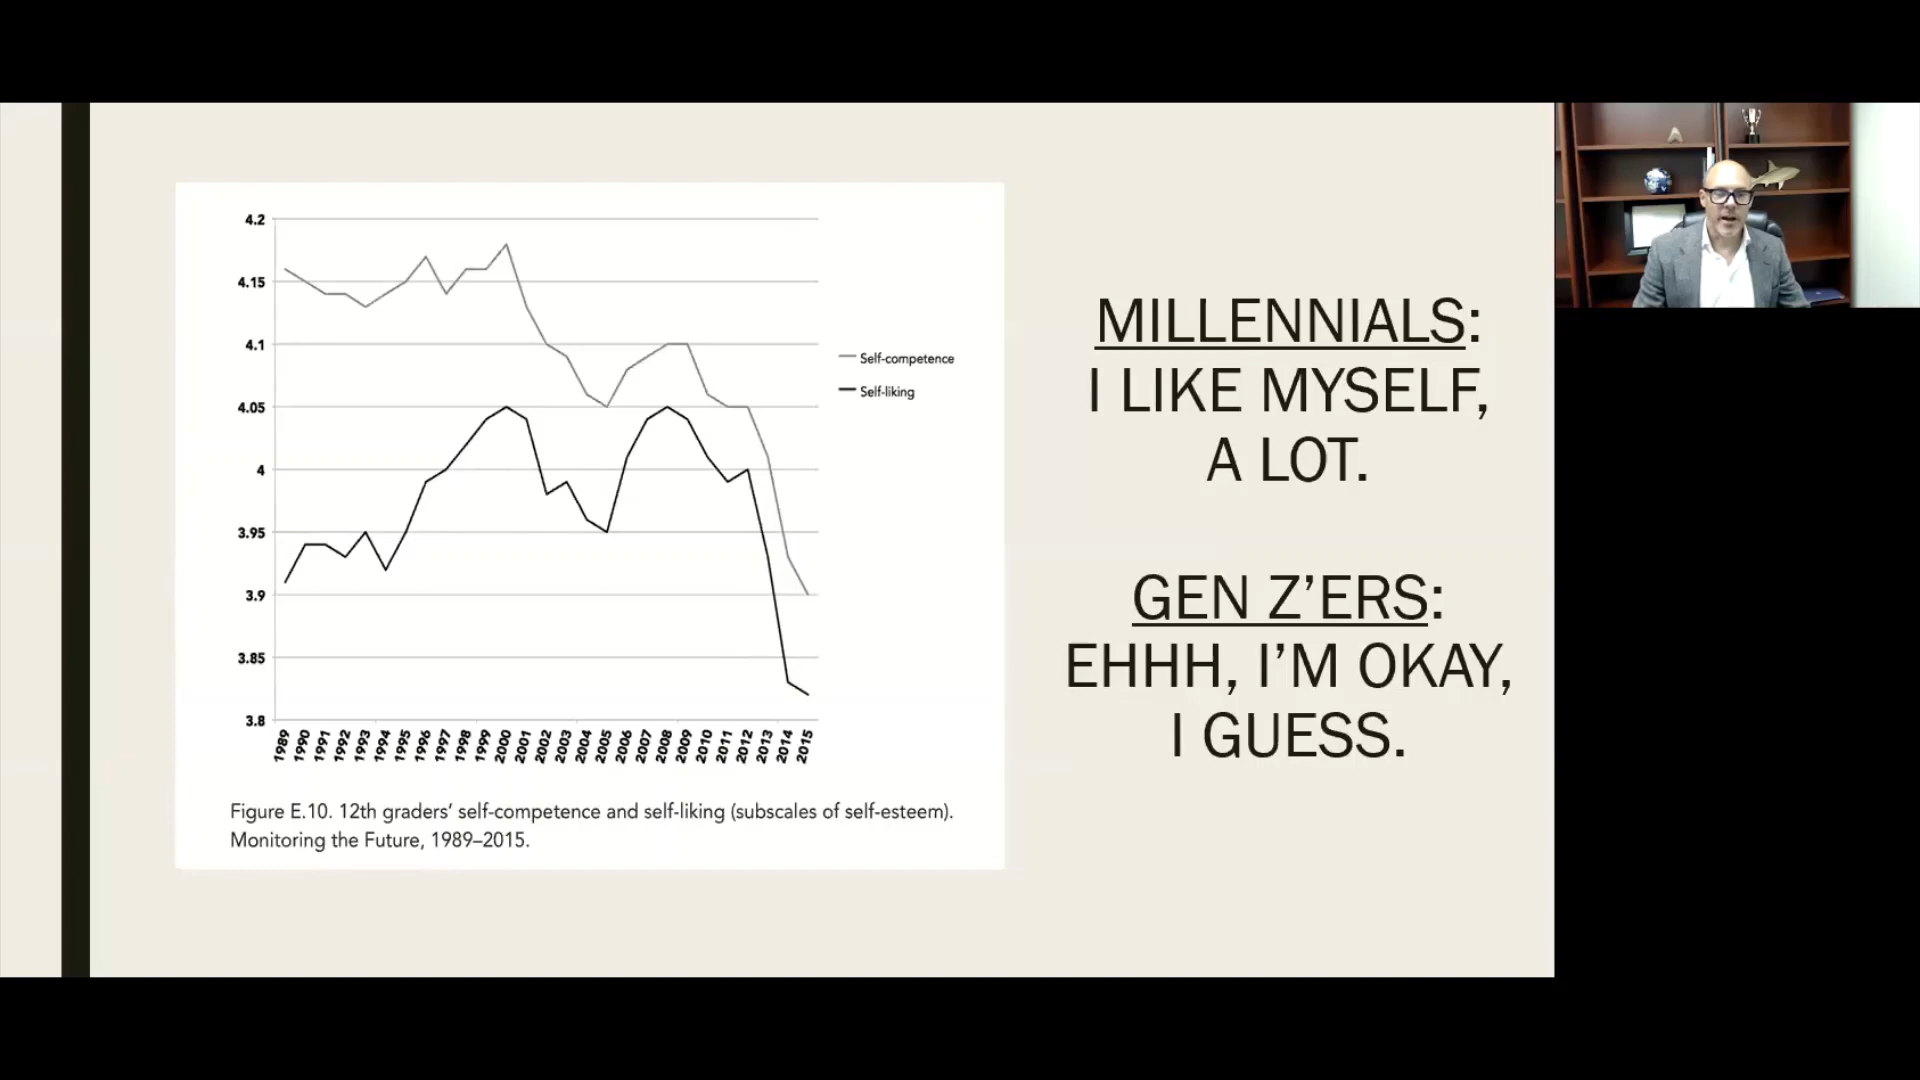 4.2
4.15
4.1
4.05
4
3.95
3.9
3.85
3.8
1989 1990 1991 1992 1993 1994 1995 1996 1997 1998 1999 2000 2001 2002 2003 2004 2005 2006 2007 2008 2009 2010 2011 2012 2013 2014 2015
Self-competence
Self-liking
Figure E.10. 12th graders’ self-competence and self-liking (subscales of self-esteem).
Monitoring the Future, 1989–2015.
MILLENNIALS:
I LIKE MYSELF,
A LOT.
GEN Z’ERS:
EHHH, I’M OKAY,
I GUESS.